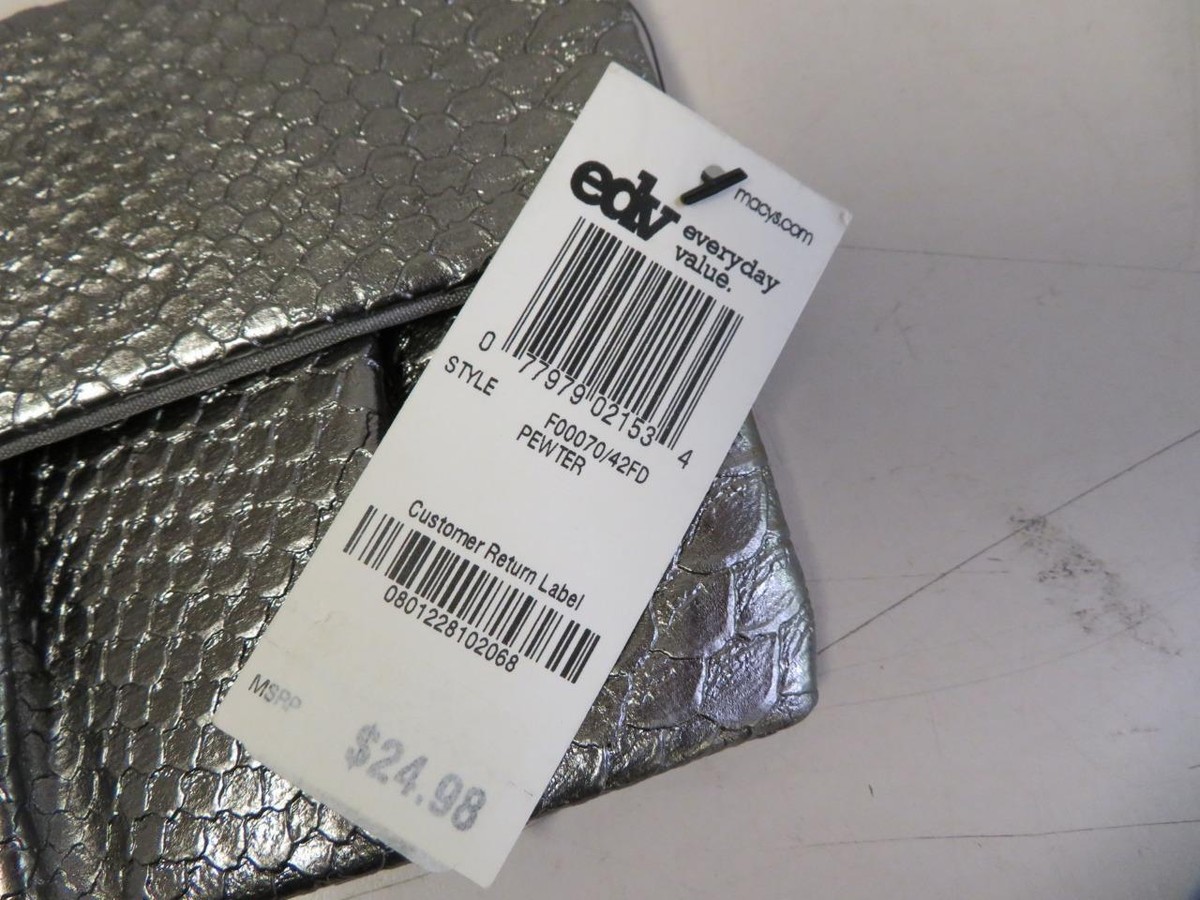 edv everyday
value.
macys.com
0 77979 02153 4
STYLE F00070/42FD
PEWTER
Customer Return Label
0801228102068
MSRP
$24.98